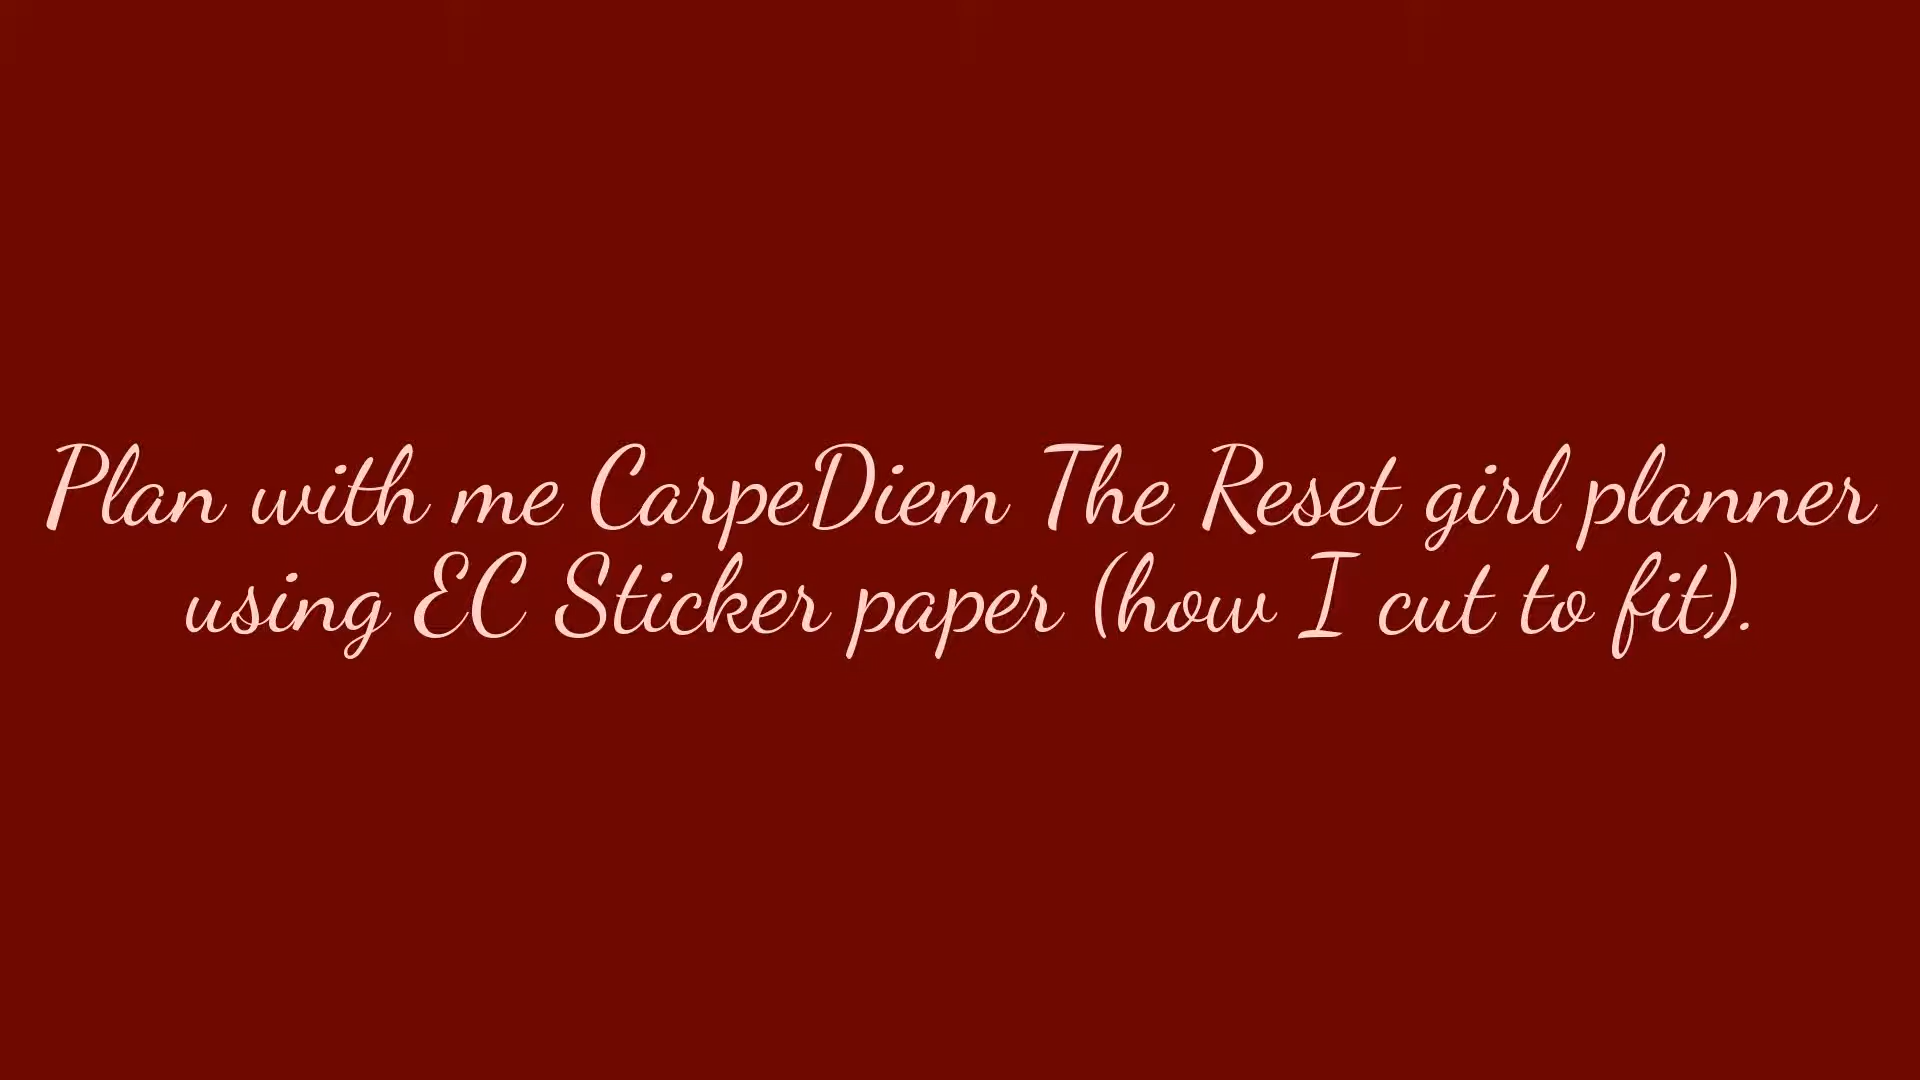 Plan with me CarpeDiem The Reset girl planner
using EC Sticker paper (how I cut to fit).